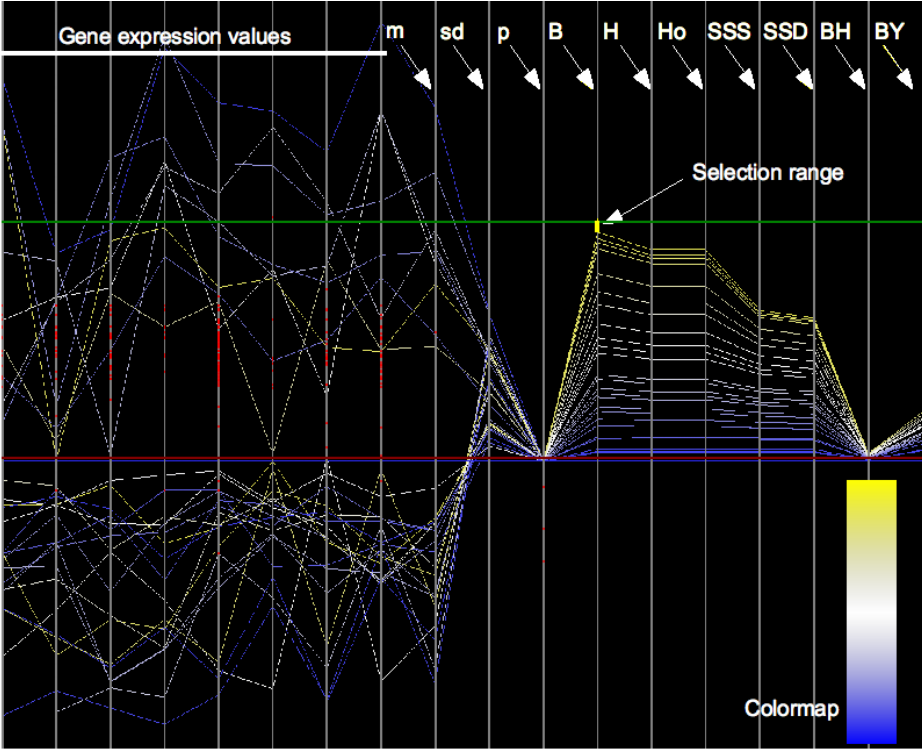 Gene expression values
m sd p B H Ho SSS SSD BH BY
Selection range
Colormap